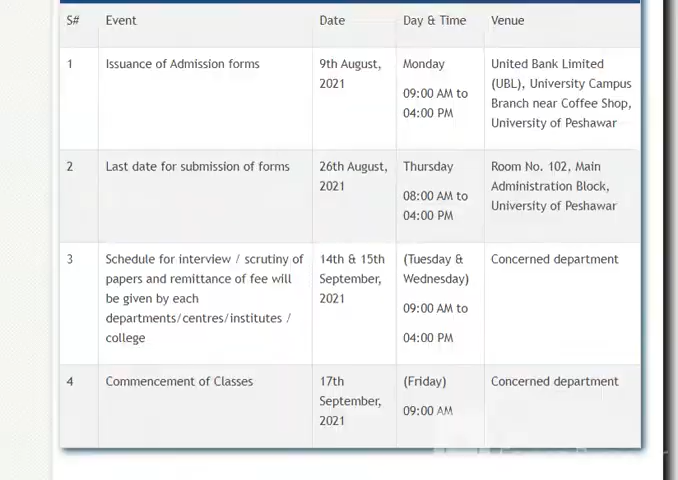 S# Event Date Day & Time Venue
1 Issuance of Admission forms 9th August, Monday United Bank Limited
2021 (UBL), University Campus
09:00 AM to Branch near Coffee Shop,
04:00 PM University of Peshawar
2 Last date for submission of forms 26th August, Thursday Room No. 102, Main
2021 Administration Block,
08:00 AM to University of Peshawar
04:00 PM
3 Schedule for interview / scrutiny of 14th & 15th (Tuesday & Concerned department
papers and remittance of fee will September, Wednesday)
be given by each 2021
09:00 AM to
departments/centres/institutes /
college 04:00 PM
4 Commencement of Classes 17th (Friday) Concerned department
September,
09:00 AM
2021